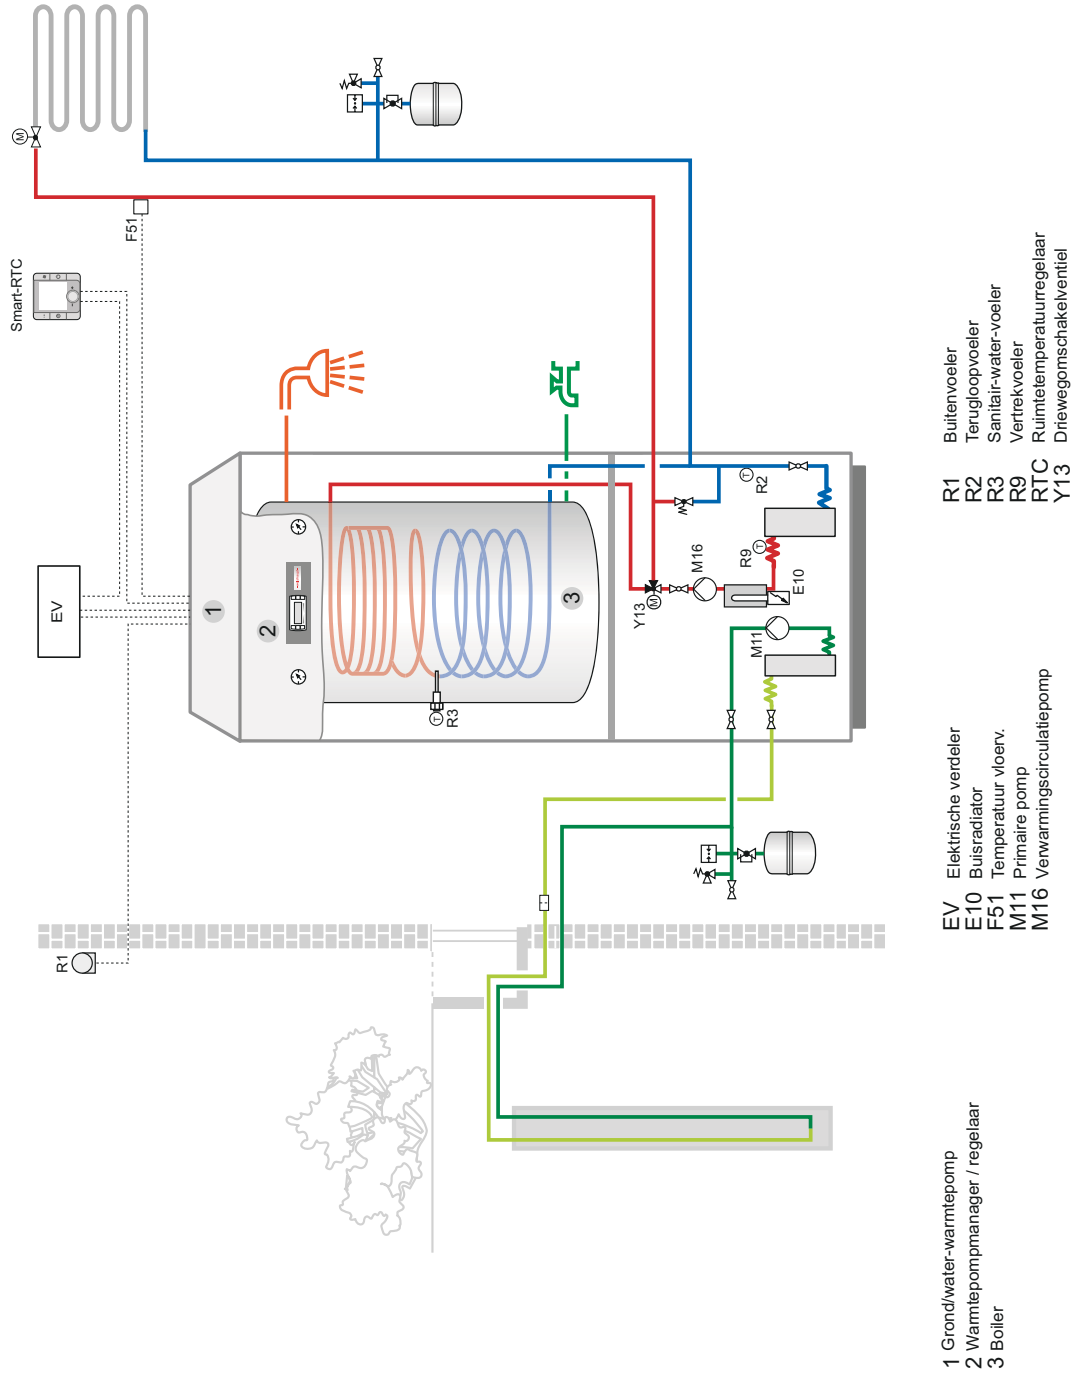 Smart-RTC
F51
EV
1
2
3
R3
R1
Y13
M16
R9
R2
E10
M11
M
M
T
T
T
1 Grond/water-warmtepomp
2 Warmtepompmanager / regelaar
3 Boiler
EV Elektrische verdeler
E10 Buisradiator
F51 Temperatuur vloerv.
M11 Primaire pomp
M16 Verwarmingscirculatiepomp
R1 Buitenvoeler
R2 Terugloopvoeler
R3 Sanitair-water-voeler
R9 Vertrekvoeler
RTC Ruimtetemperatuurregelaar
Y13 Driewegomschakelventiel